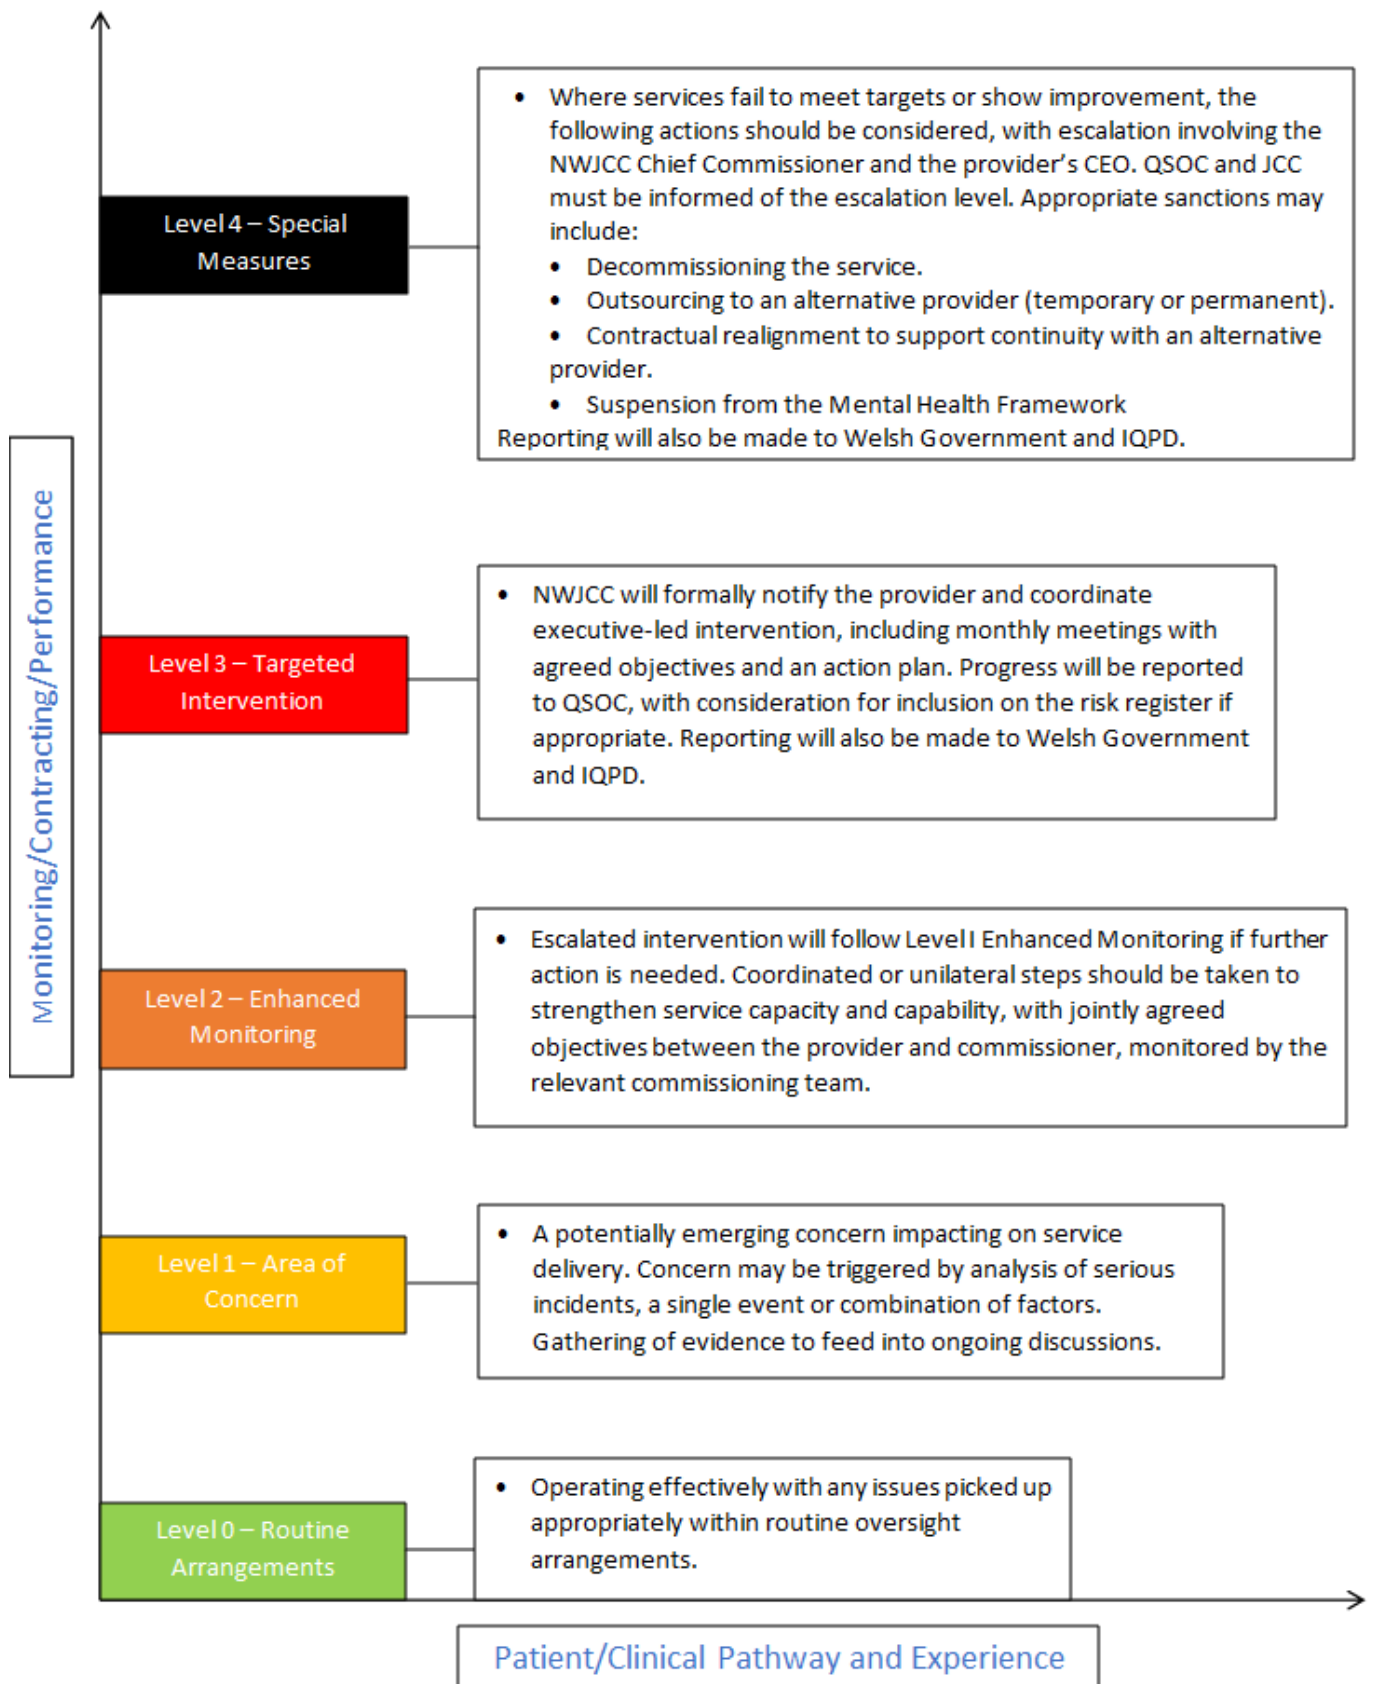 Level 4 – Special
Measures
• Where services fail to meet targets or show improvement, the
following actions should be considered, with escalation involving the
NWJCC Chief Commissioner and the provider's CEO. QSOC and JCC
must be informed of the escalation level. Appropriate sanctions may
include:
• Decommissioning the service.
• Outsourcing to an alternative provider (temporary or permanent).
• Contractual realignment to support continuity with an alternative
provider.
• Suspension from the Mental Health Framework
Reporting will also be made to Welsh Government and IQPD.
Monitoring/Contracting/Performance
Level 3 – Targeted
Intervention
• NWJCC will formally notify the provider and coordinate
executive-led intervention, including monthly meetings with
agreed objectives and an action plan. Progress will be reported
to QSOC, with consideration for inclusion on the risk register if
appropriate. Reporting will also be made to Welsh Government
and IQPD.
Level 2 – Enhanced
Monitoring
• Escalated intervention will follow Level I Enhanced Monitoring if further
action is needed. Coordinated or unilateral steps should be taken to
strengthen service capacity and capability, with jointly agreed
objectives between the provider and commissioner, monitored by the
relevant commissioning team.
Level 1 – Area of
Concern
• A potentially emerging concern impacting on service
delivery. Concern may be triggered by analysis of serious
incidents, a single event or combination of factors.
Gathering of evidence to feed into ongoing discussions.
Level 0 – Routine
Arrangements
• Operating effectively with any issues picked up
appropriately within routine oversight
arrangements.
Patient/Clinical Pathway and Experience